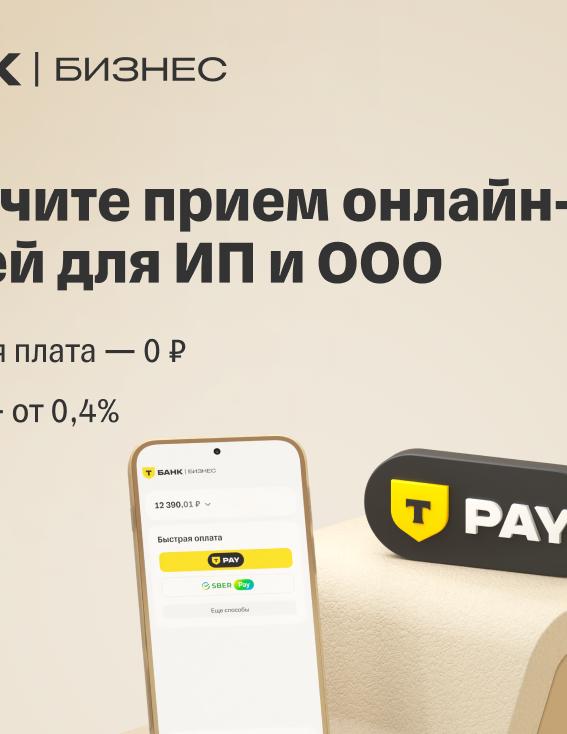 К | БИЗНЕС
чите прием онлайн-
ей для ИП и ООО
я плата — 0 ₽
- от 0,4%
Т БАНК | БИЗНЕС
12 390,01 ₽
Быстрая оплата
Т PAY
SBER Pay
Еще способы
Т PAY